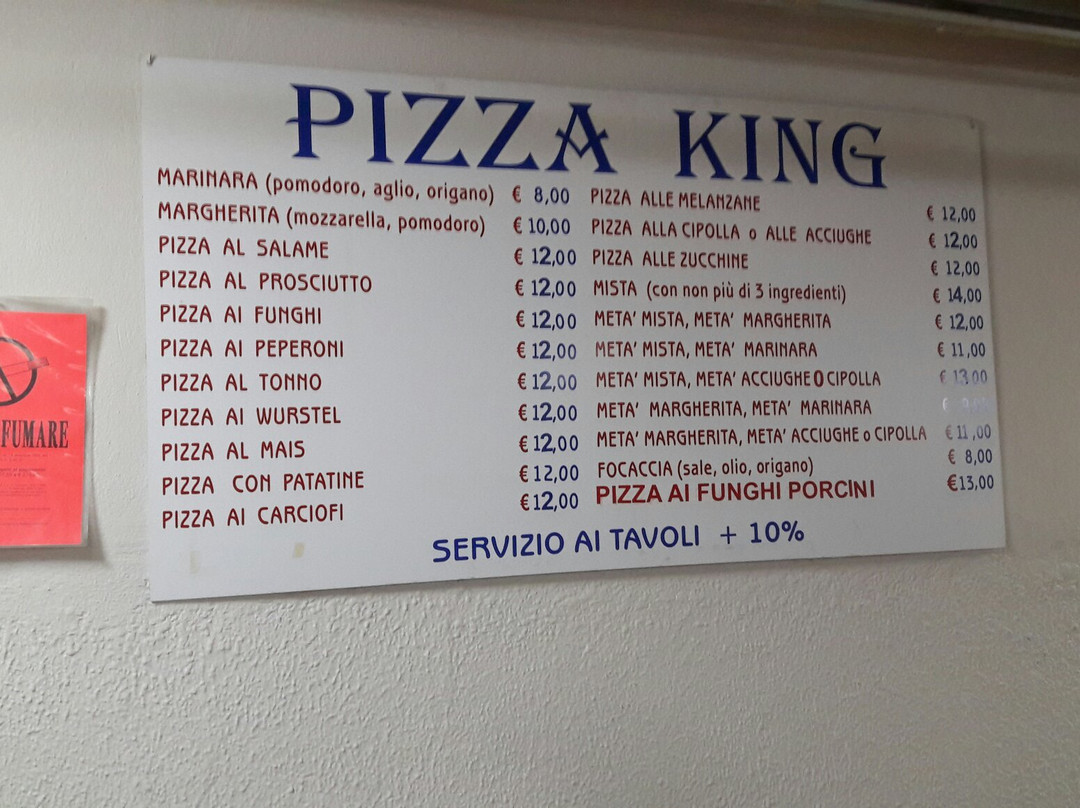 PIZZA KING
MARINARA (pomodoro, aglio, origano) € 8,00
MARGHERITA (mozzarella, pomodoro) € 10,00
PIZZA AL SALAME € 12,00
PIZZA AL PROSCIUTTO € 12,00
PIZZA AI FUNGHI € 12,00
PIZZA AI PEPERONI € 12,00
PIZZA AL TONNO € 12,00
PIZZA AI WURSTEL € 12,00
PIZZA AL MAIS € 12,00
PIZZA CON PATATINE € 12,00
PIZZA AI CARCIOFI € 12,00
PIZZA ALLE MELANZANE € 12,00
PIZZA ALLA CIPOLLA o ALLE ACCIUGHE € 12,00
PIZZA ALLE ZUCCHINE € 12,00
MISTA (con non più di 3 ingredienti) € 14,00
META' MISTA, META' MARGHERITA € 12,00
META' MISTA, META' MARINARA € 11,00
META' MISTA, META' ACCIUGHE O CIPOLLA € 13,00
META' MARGHERITA, META' MARINARA
META' MARGHERITA, META' ACCIUGHE o CIPOLLA € 11,00
FOCACCIA (sale, olio, origano) € 8,00
PIZZA AI FUNGHI PORCINI €13,00
SERVIZIO AI TAVOLI + 10%
FUMARE